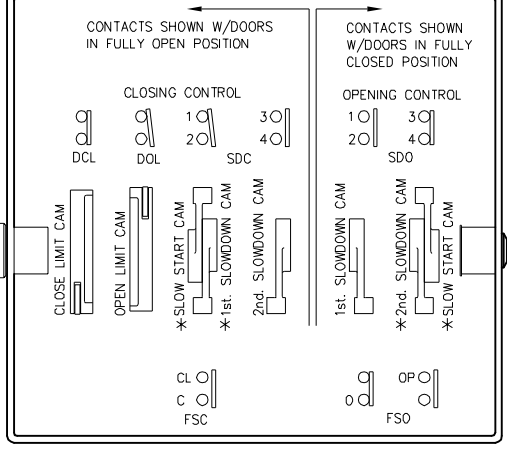 CONTACTS SHOWN W/DOORS
IN FULLY OPEN POSITION
CONTACTS SHOWN
W/DOORS IN FULLY
CLOSED POSITION
CLOSING CONTROL
OPENING CONTROL
1 3 1 3
2 4 2 4
DCL DOL SDC SDO
CLOSE LIMIT CAM
OPEN LIMIT CAM
*SLOW START CAM
*1st. SLOWDOWN CAM
2nd. SLOWDOWN CAM
1st. SLOWDOWN CAM
*2nd. SLOWDOWN CAM
*SLOW START CAM
CL
C
FSC
OP
O
FSO